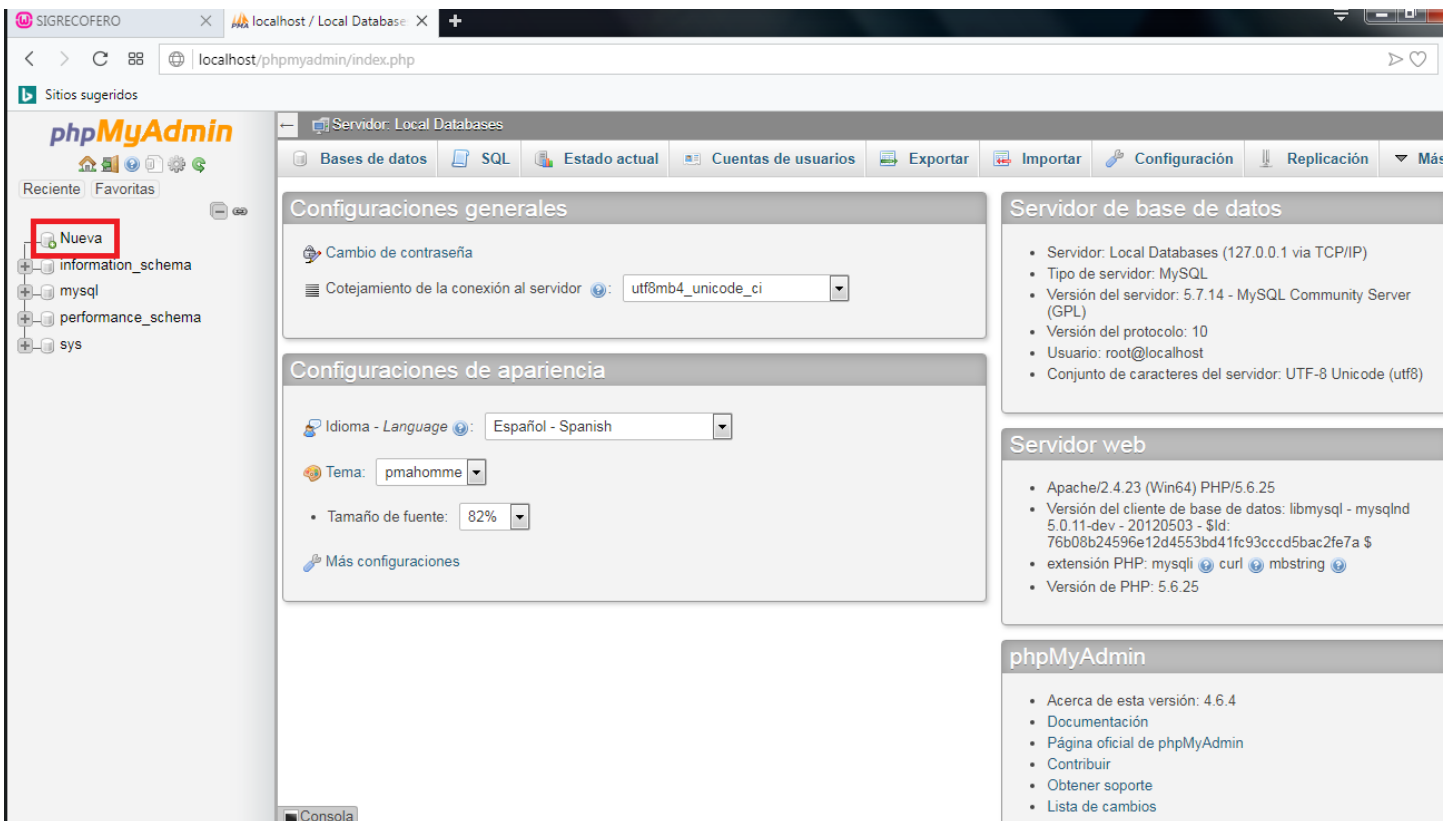 SIGRECOFERO
localhost / Local Database
localhost/phpmyadmin/index.php
Sitios sugeridos
phpMyAdmin
Reciente Favoritas
Nueva
information_schema
mysql
performance_schema
sys
Servidor: Local Databases
Bases de datos SQL Estado actual Cuentas de usuarios Exportar Importar Configuración Replicación Más
Configuraciones generales
Cambio de contraseña
Cotejamiento de la conexión al servidor : utf8mb4_unicode_ci
Configuraciones de apariencia
Idioma - Language : Español - Spanish
Tema: pmahomme
Tamaño de fuente: 82%
Más configuraciones
Servidor de base de datos
Servidor: Local Databases (127.0.0.1 via TCP/IP)
Tipo de servidor: MySQL
Versión del servidor: 5.7.14 - MySQL Community Server
(GPL)
Versión del protocolo: 10
Usuario: root@localhost
Conjunto de caracteres del servidor: UTF-8 Unicode (utf8)
Servidor web
Apache/2.4.23 (Win64) PHP/5.6.25
Versión del cliente de base de datos: libmysql - mysqlnd
5.0.11-dev - 20120503 - $Id:
76b08b24596e12d4553bd41fc93cccd5bac2fe7a $
extensión PHP: mysqli curl mbstring
Versión de PHP: 5.6.25
phpMyAdmin
Acerca de esta versión: 4.6.4
Documentación
Página oficial de phpMyAdmin
Contribuir
Obtener soporte
Lista de cambios
Consola